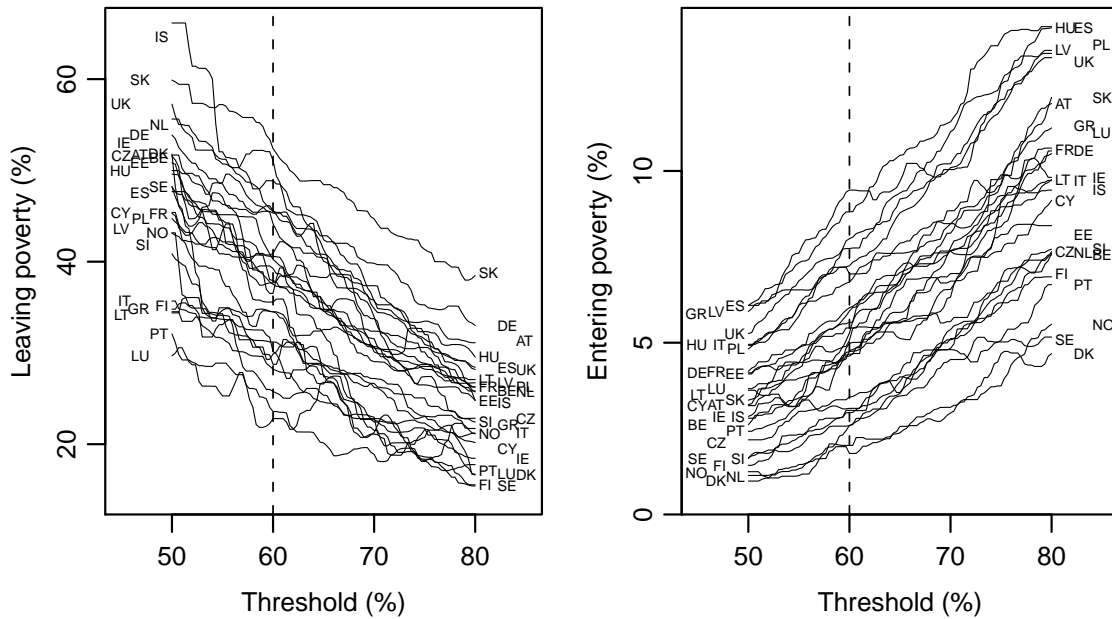 Leaving poverty (%)
60
40
20
50 60 70 80
Threshold (%)
IS
SK
UK
NL
DE
IE
CZ AT DK
EE BE
HU
ES SE
CY PL FR
LV NO
SI
IT
LT GR FI
PT
LU
SK
DE
AT
HU
ES UK
LT LV PL
FR BE NL
EE IS
SI GR CZ
NO IT
CY
IE
PT LU DK
FI SE
Entering poverty (%)
10
5
0
50 60 70 80
Threshold (%)
ES
GR LV
UK
HU IT PL
DE FR EE
LU
LT SK
CY AT
IE IS
BE PT
CZ
SE SI
FI
NO NL
DK
HU ES
LV PL
UK
AT SK
GR
LU
FR DE
LT IT IE
IS
CY
EE
CZ NL SI
BE
FI
PT
NO
SE
DK